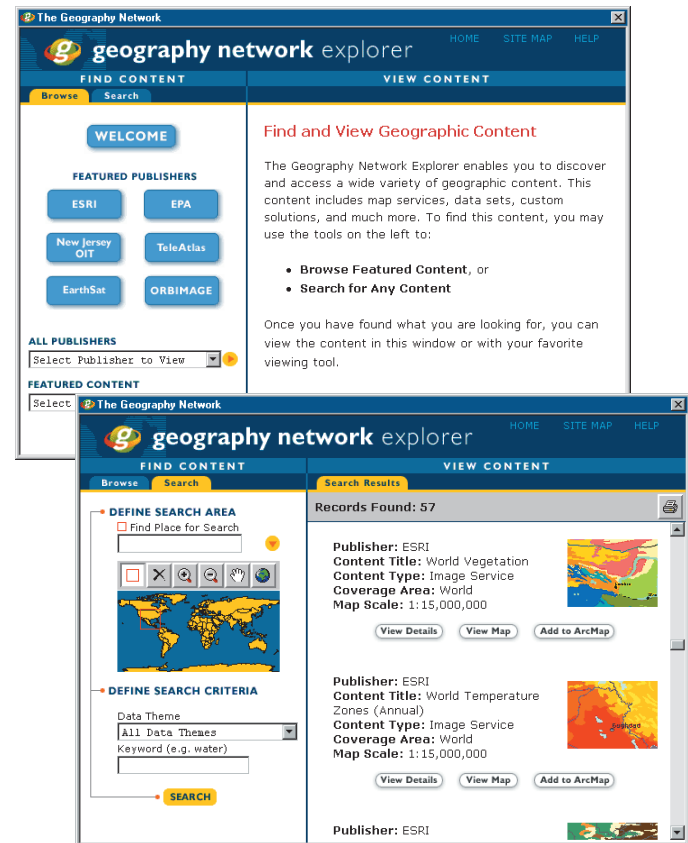 The Geography Network
geography network explorer
HOME SITE MAP HELP
FIND CONTENT
VIEW CONTENT
Browse Search
WELCOME
FEATURED PUBLISHERS
ESRI
EPA
New Jersey
OIT
TeleAtlas
EarthSat
ORBIMAGE
ALL PUBLISHERS
Select Publisher to View
FEATURED CONTENT
Select
Find and View Geographic Content
The Geography Network Explorer enables you to discover
and access a wide variety of geographic content. This
content includes map services, data sets, custom
solutions, and much more. To find this content, you may
use the tools on the left to:
• Browse Featured Content, or
• Search for Any Content
Once you have found what you are looking for, you can
view the content in this window or with your favorite
viewing tool.
The Geography Network
geography network explorer
HOME SITE MAP HELP
FIND CONTENT
VIEW CONTENT
Browse Search
Search Results
DEFINE SEARCH AREA
Find Place for Search
DEFINE SEARCH CRITERIA
Data Theme
All Data Themes
Keyword (e.g. water)
SEARCH
Records Found: 57
Publisher: ESRI
Content Title: World Vegetation
Content Type: Image Service
Coverage Area: World
Map Scale: 1:15,000,000
View Details View Map Add to ArcMap
Publisher: ESRI
Content Title: World Temperature
Zones (Annual)
Content Type: Image Service
Coverage Area: World
Map Scale: 1:15,000,000
Baghdad
View Details View Map Add to ArcMap
Publisher: ESRI